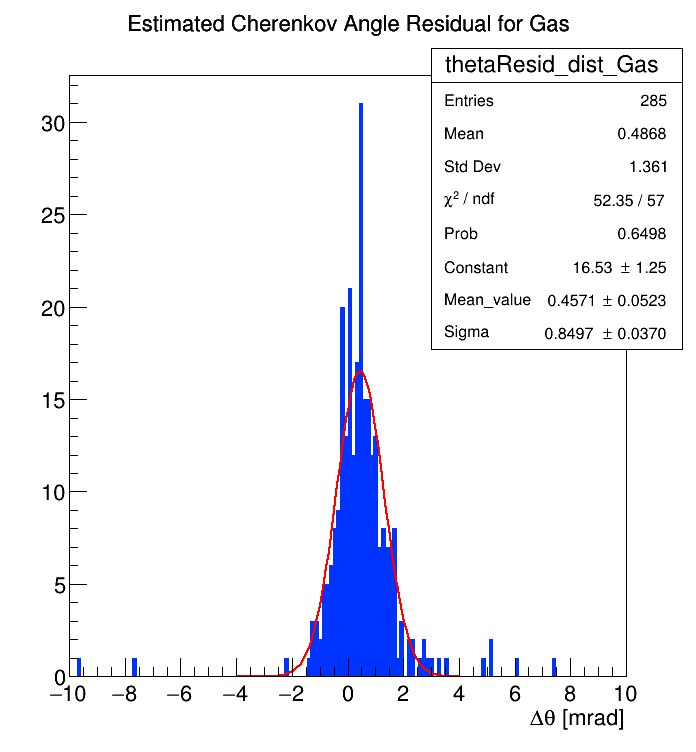 Estimated Cherenkov Angle Residual for Gas
thetaResid_dist_Gas
Entries 285
Mean 0.4868
Std Dev 1.361
χ² / ndf 52.35 / 57
Prob 0.6498
Constant 16.53 ± 1.25
Mean_value 0.4571 ± 0.0523
Sigma 0.8497 ± 0.0370
30
25
20
15
10
5
0
−10 −8 −6 −4 −2 0 2 4 6 8 10
Δθ [mrad]